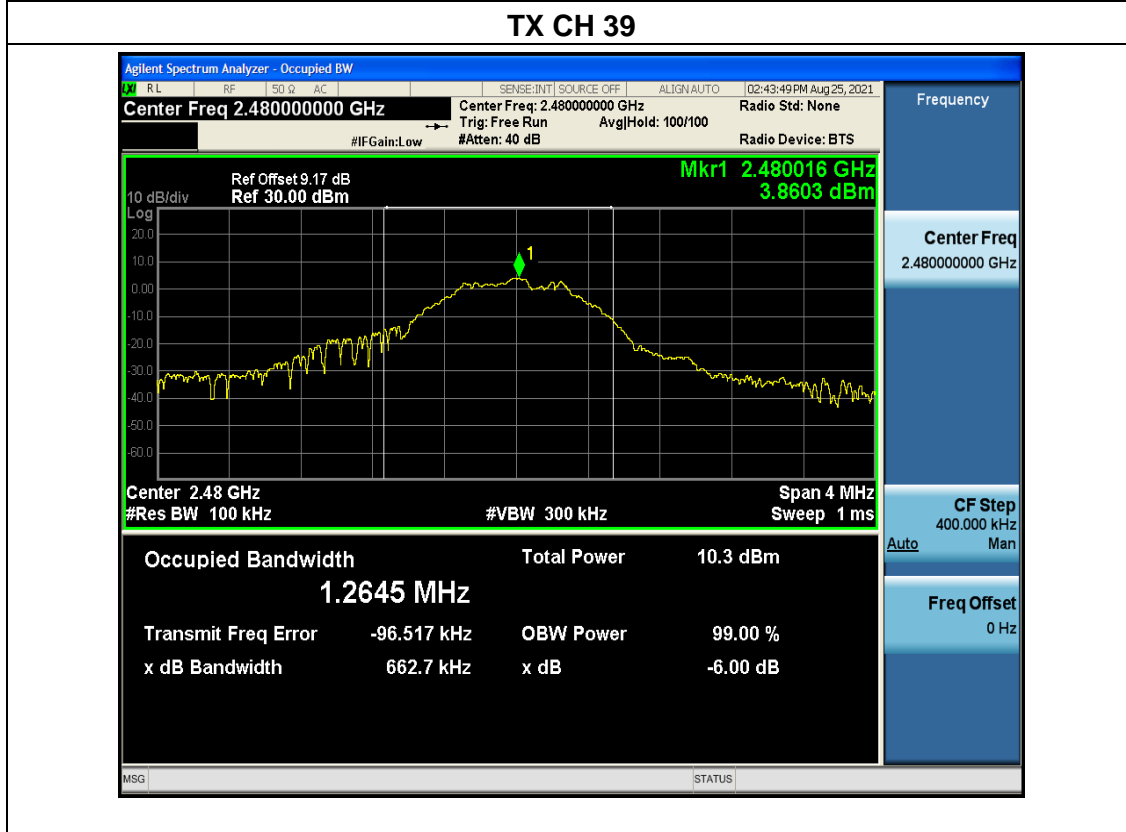 TX CH 39
Agilent Spectrum Analyzer - Occupied BW
LXI RL RF 50 Ω AC SENSE:INT SOURCE OFF ALIGN AUTO 02:43:49 PM Aug 25, 2021
Center Freq 2.480000000 GHz
Center Freq: 2.480000000 GHz
Radio Std: None
Trig: Free Run Avg|Hold: 100/100
#IFGain:Low
#Atten: 40 dB
Radio Device: BTS
Mkr1 2.480016 GHz
3.8603 dBm
Ref Offset 9.17 dB
10 dB/div Ref 30.00 dBm
Log
20.0
10.0
0.00
-10.0
-20.0
-30.0
-40.0
-50.0
-60.0
1
Center 2.48 GHz Span 4 MHz
#Res BW 100 kHz #VBW 300 kHz Sweep 1 ms
Occupied Bandwidth Total Power 10.3 dBm
1.2645 MHz
Transmit Freq Error -96.517 kHz OBW Power 99.00 %
x dB Bandwidth 662.7 kHz x dB -6.00 dB
Frequency
Center Freq
2.480000000 GHz
CF Step
400.000 kHz
Auto Man
Freq Offset
0 Hz
MSG STATUS